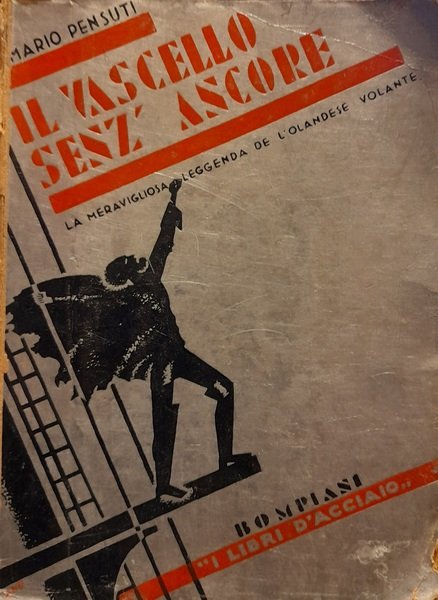 MARIO PENSUTI
IL VASCELLO
SENZ' ANCORE
LA MERAVIGLIOSA LEGGENDA DE L'OLANDESE VOLANTE.
BOMPIANI
"I LIBRI D'ACCIAIO„